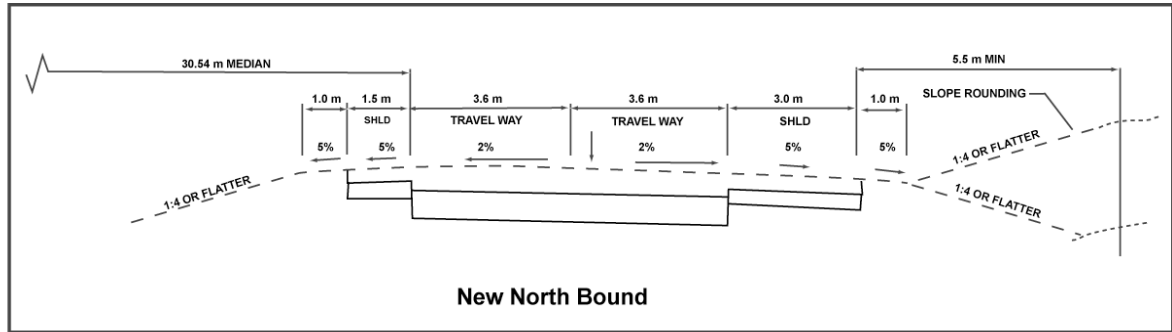 30.54 m MEDIAN
5.5 m MIN
1.0 m
1.5 m
3.6 m
3.6 m
3.0 m
1.0 m
SLOPE ROUNDING
SHLD
TRAVEL WAY
TRAVEL WAY
SHLD
5%
5%
2%
2%
5%
5%
1:4 OR FLATTER
1:4 OR FLATTER
1:4 OR FLATTER
New North Bound